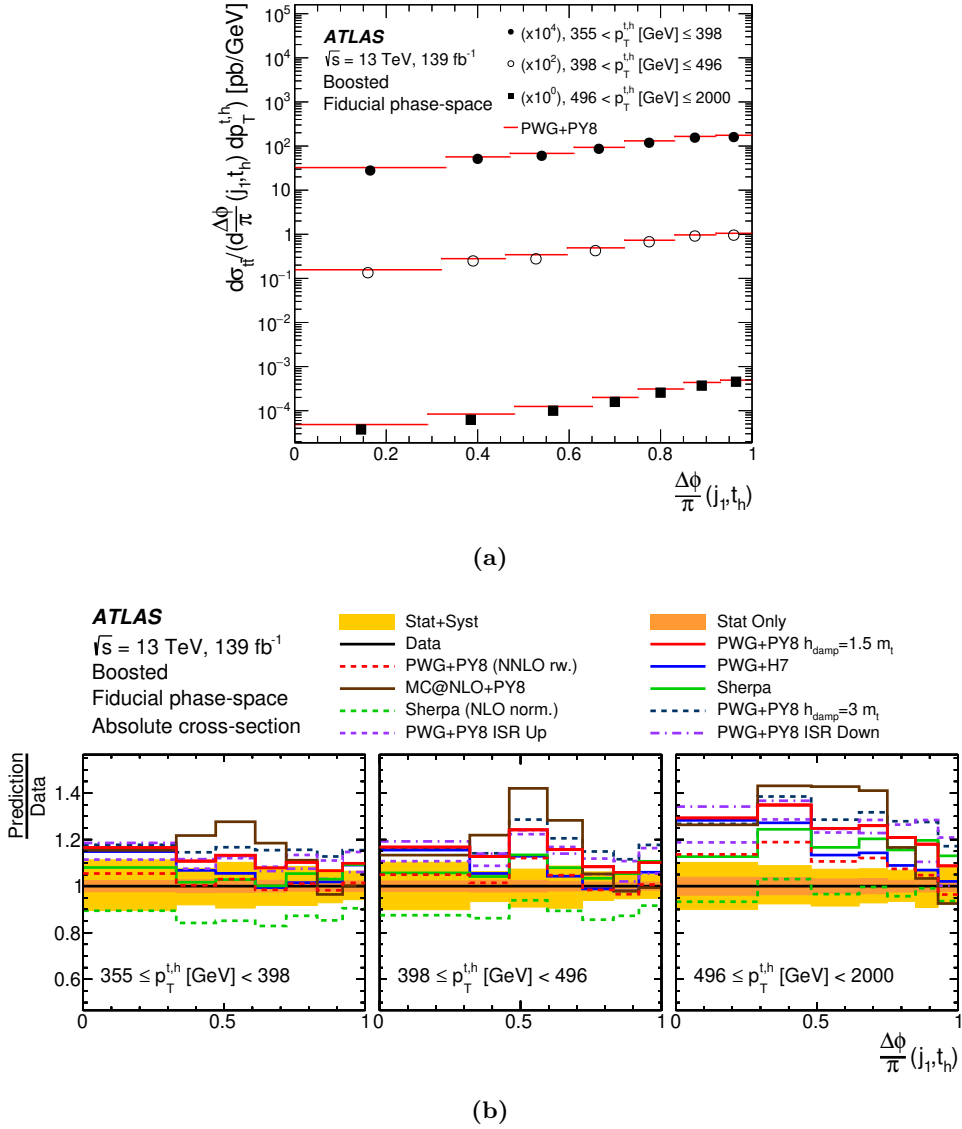 ATLAS
√s = 13 TeV, 139 fb⁻¹
Boosted
Fiducial phase-space
● (x10⁴), 355 < p_T^{t,h} [GeV] ≤ 398
○ (x10²), 398 < p_T^{t,h} [GeV] ≤ 496
■ (x10⁰), 496 < p_T^{t,h} [GeV] ≤ 2000
PWG+PY8
dσ_{tt̄}/(d Δφ/π (j₁,t_h) dp_T^{t,h}) [pb/GeV]
10⁵
10⁴
10³
10²
10
1
10⁻¹
10⁻²
10⁻³
10⁻⁴
0 0.2 0.4 0.6 0.8 1
Δφ/π (j₁,t_h)
(a)
ATLAS
√s = 13 TeV, 139 fb⁻¹
Boosted
Fiducial phase-space
Absolute cross-section
Stat+Syst
Data
PWG+PY8 (NNLO rw.)
MC@NLO+PY8
Sherpa (NLO norm.)
PWG+PY8 ISR Up
Stat Only
PWG+PY8 h_{damp}=1.5 m_t
PWG+H7
Sherpa
PWG+PY8 h_{damp}=3 m_t
PWG+PY8 ISR Down
Prediction
Data
1.4
1.2
1
0.8
0.6
355 ≤ p_T^{t,h} [GeV] < 398
398 ≤ p_T^{t,h} [GeV] < 496
496 ≤ p_T^{t,h} [GeV] < 2000
0 0.5 1 0 0.5 1 0 0.5 1
Δφ/π (j₁,t_h)
(b)